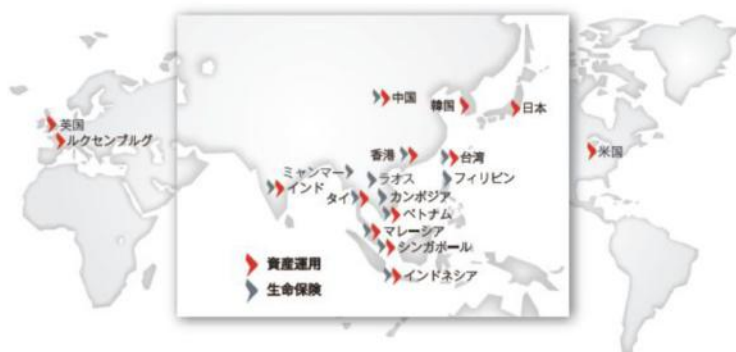 中国
韓国
日本
英国
ルクセンブルグ
香港
台湾
米国
ミャンマー
ラオス
フィリピン
インド
タイ
カンボジア
ベトナム
マレーシア
シンガポール
インドネシア
資産運用
生命保険